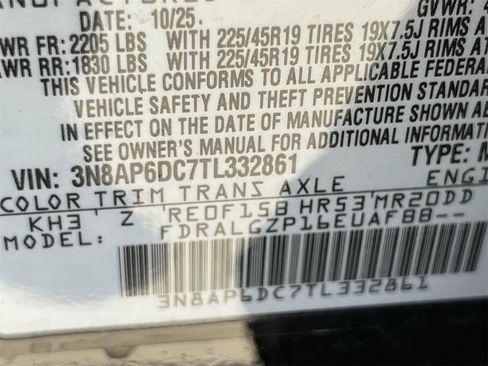 DATE: 10/25. GVWR:
WR FR: 2205 LBS WITH 225/45R19 TIRES 19X7.5J RIMS AT
WR RR: 1830 LBS WITH 225/45R19 TIRES 19X7.5J RIMS AT
THIS VEHICLE CONFORMS TO ALL APPLICABLE FEDERAL
VEHICLE SAFETY AND THEFT PREVENTION STANDAR
IN EFFECT ON THE DATE OF MANUFACTURE SHOWN AB
SEE OWNER'S MANUAL FOR ADDITIONAL INFORMATI
VIN: 3N8AP6DC7TL332861 TYPE: M
COLOR TRIM TRANS AXLE ENGI
KH3 Z RE0F15B HR53 MR20DD
MODEL: FDRALGZP16EUAF88--
3N8AP6DC7TL332861